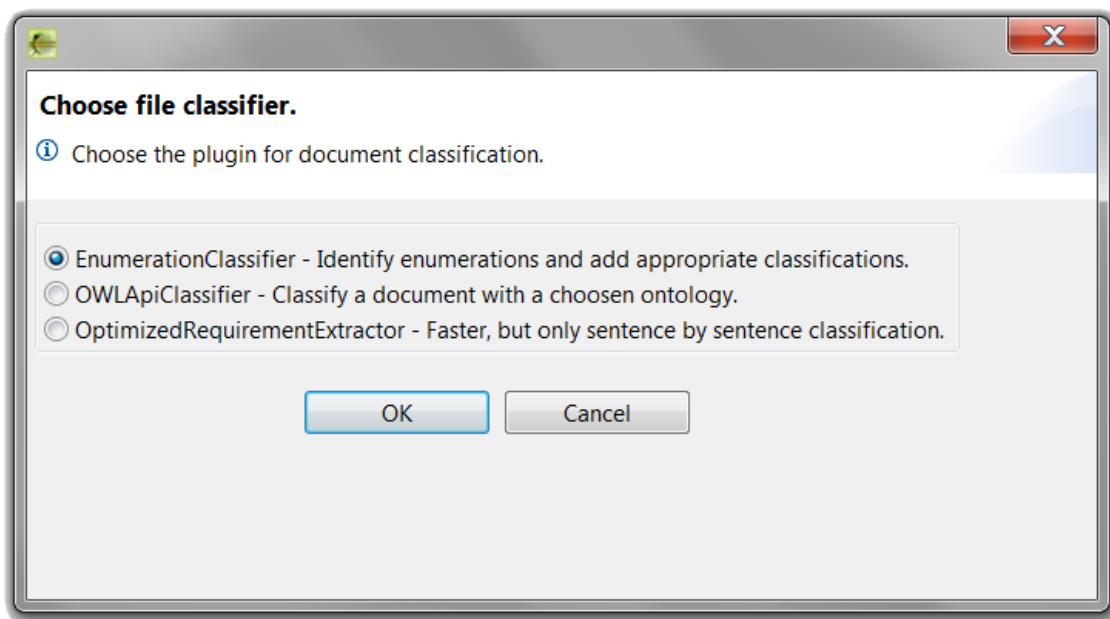 Choose file classifier.
Choose the plugin for document classification.
EnumerationClassifier - Identify enumerations and add appropriate classifications.
OWLApiClassifier - Classify a document with a choosen ontology.
OptimizedRequirementExtractor - Faster, but only sentence by sentence classification.
OK Cancel